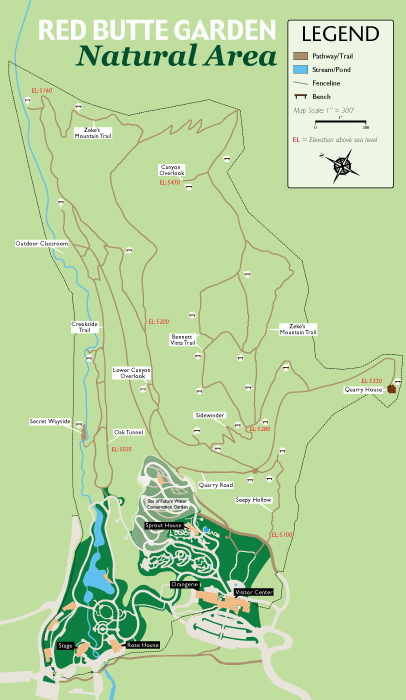 RED BUTTE GARDEN
Natural Area
LEGEND
Pathway/Trail
Stream/Pond
Fenceline
Bench
Map Scale: 1" = 300'
1"
0
300
EL = Elevation above sea level
N
EL 5160
Zeke's
Mountain Trail
Canyon
Overlook
EL 5470
Outdoor Classroom
EL 5200
Creekside
Trail
Zeke's
Mountain Trail
Bennett
Vista Trail
Lower Canyon
Overlook
EL 5330
Quarry House
Sidewinder
EL 5280
Secret Wayside
Oak Tunnel
EL 5025
Quarry Road
Site of Future Water
Conservation Garden
Seepy Hollow
Sprout House
EL 5100
Orangerie
Visitor Center
Stage
Rose House